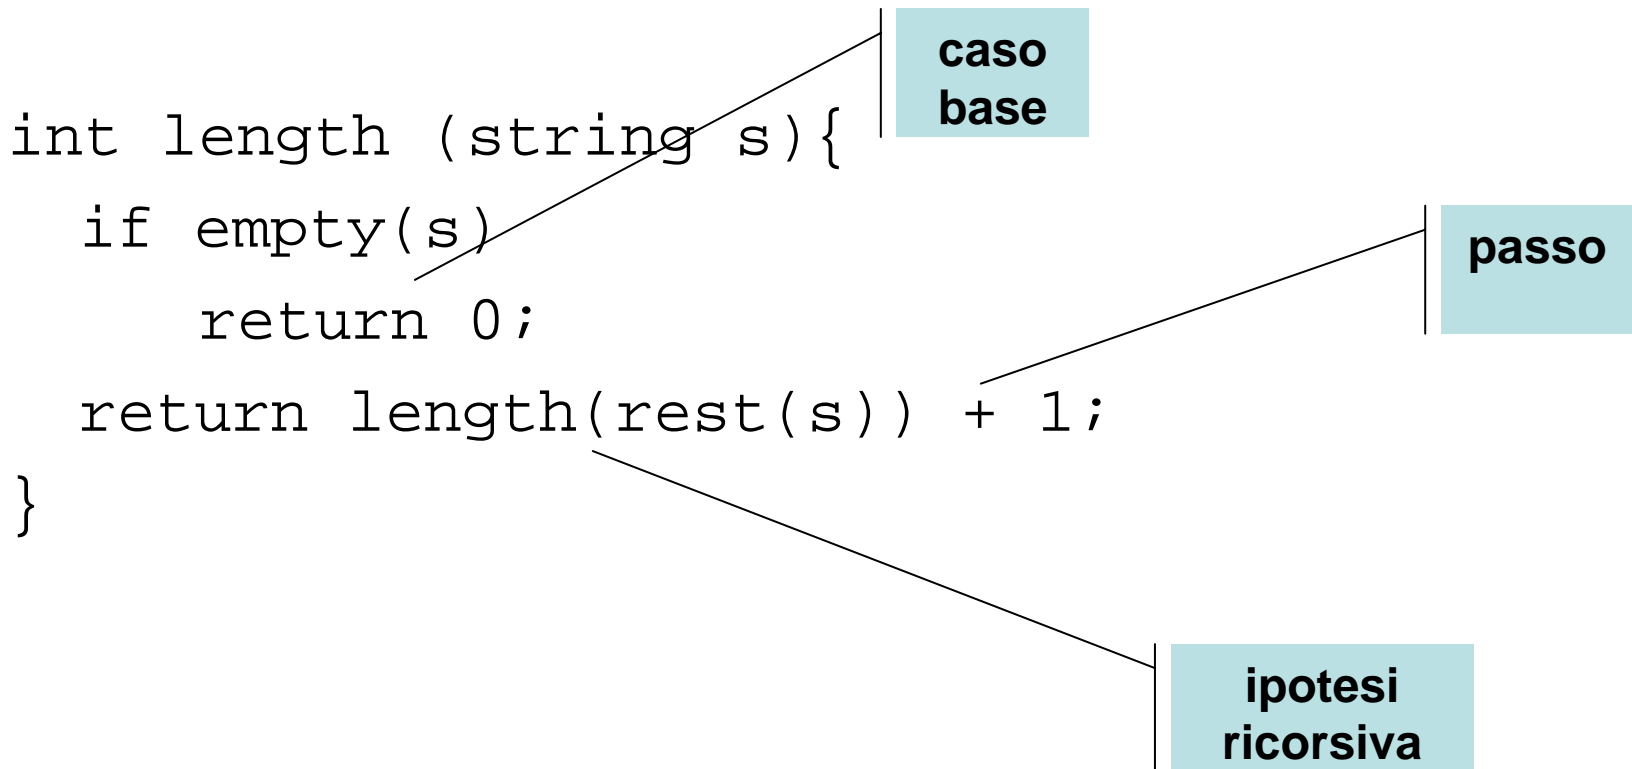 caso
base
int length (string s){
if empty(s)
passo
return 0;
return length(rest(s)) + 1;
}
ipotesi
ricorsiva